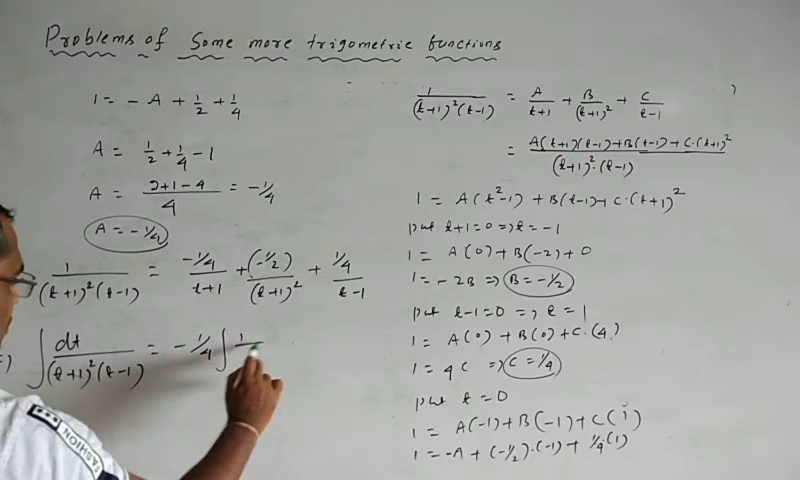 Problems of Some more trigometric functions
1 = - A + 1/2 + 1/4
A = 1/2 + 1/4 - 1
A = (2+1-4)/4 = -1/4
A = -1/4
1/((t+1)²(t-1)) = (-1/4)/(t+1) + (-1/2)/(t+1)² + (1/4)/(t-1)
∫ dt/((t+1)²(t-1)) = -1/4 ∫ 1/
1/((t+1)²(t-1)) = A/(t+1) + B/(t+1)² + C/(t-1)
= (A(t+1)(t-1)+B(t-1)+C.(t+1)²)/((t+1)².(t-1))
1 = A(t²-1) + B(t-1)+C.(t+1)²
put t+1=0 => t = -1
1 = A(0)+B(-2)+0
1 = -2B => B = -1/2
put t-1=0 => t = 1
1 = A(0)+B(0)+C.(4)
1 = 4C => C = 1/4
put t = 0
1 = A(-1)+B(-1)+C(1)
1 = -A + (-1/2).(-1)+ 1/4.(1)
FASHION